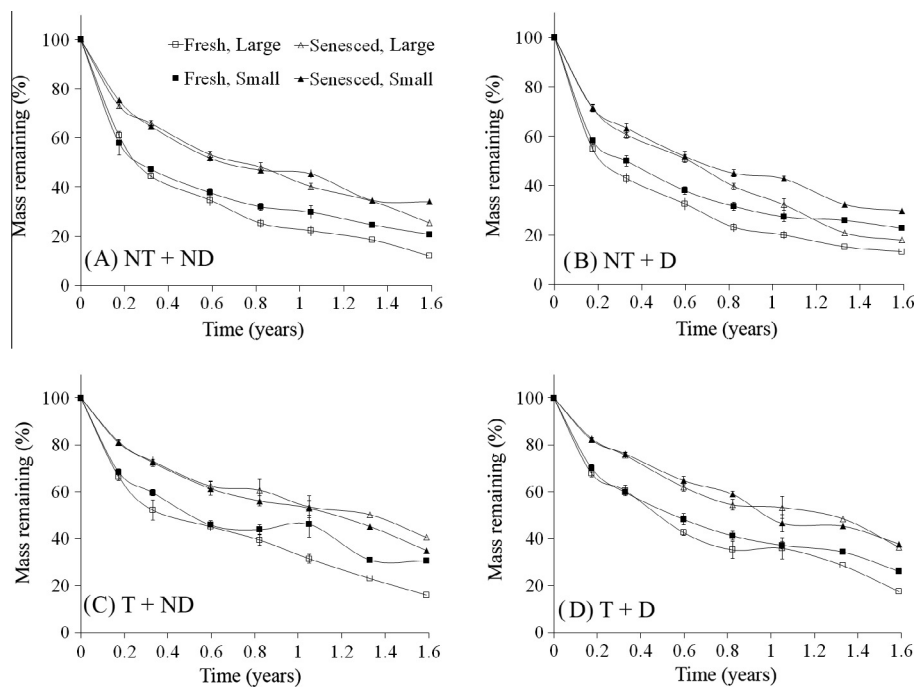 100
80
60
40
20
0
Mass remaining (%)
Fresh, Large
Senesced, Large
Fresh, Small
Senesced, Small
(A) NT + ND
0 0.2 0.4 0.6 0.8 1 1.2 1.4 1.6
Time (years)
100
80
60
40
20
0
Mass remaining (%)
(B) NT + D
0 0.2 0.4 0.6 0.8 1 1.2 1.4 1.6
Time (years)
100
80
60
40
20
0
Mass remaining (%)
(C) T + ND
0 0.2 0.4 0.6 0.8 1 1.2 1.4 1.6
Time (years)
100
80
60
40
20
0
Mass remaining (%)
(D) T + D
0 0.2 0.4 0.6 0.8 1 1.2 1.4 1.6
Time (years)